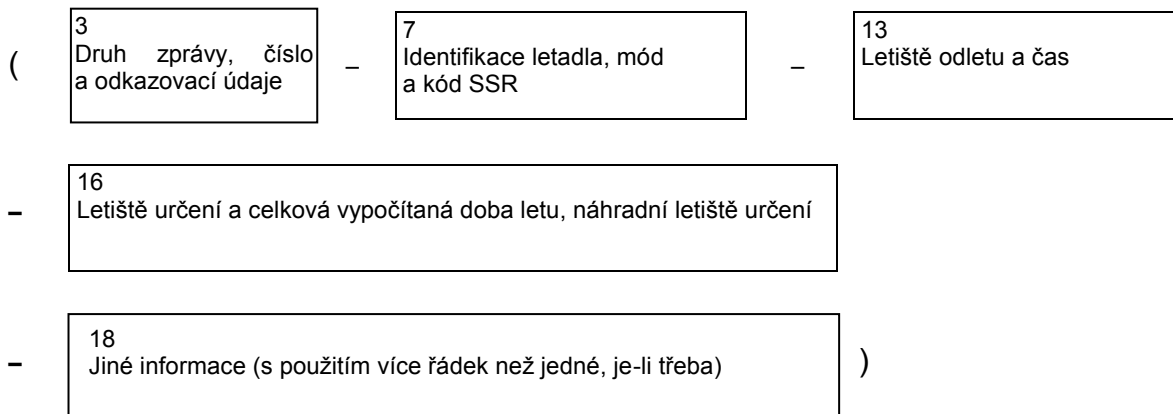 3
7
13
( Druh zprávy, číslo – Identifikace letadla, mód – Letiště odletu a čas
a odkazovací údaje
a kód SSR
16
– Letiště určení a celková vypočítaná doba letu, náhradní letiště určení
18
– Jiné informace (s použitím více řádek než jedné, je-li třeba) )